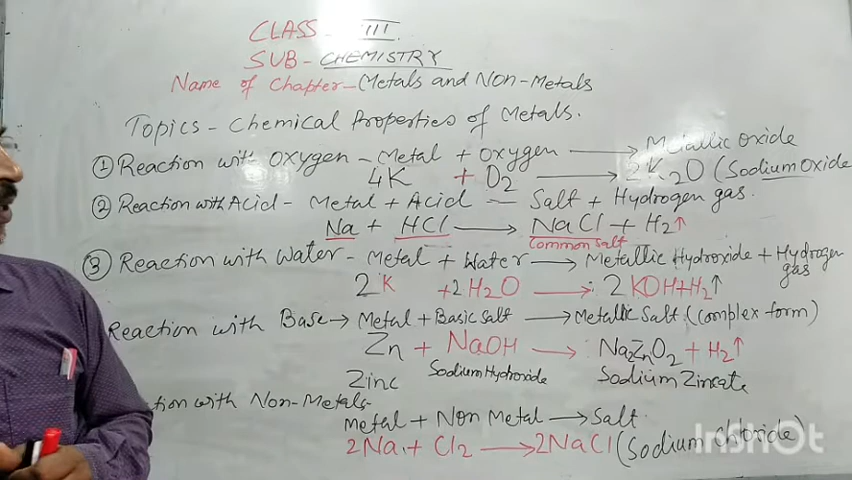 CLASS - VIII
SUB - CHEMISTRY
Name of Chapter - Metals and Non-Metals
Topics - Chemical Properties of Metals.
① Reaction with Oxygen - Metal + Oxygen → Metallic Oxide
4K + O2 → 2K2O (Sodium Oxide
② Reaction with Acid - Metal + Acid = Salt + Hydrogen gas.
Na + HCl → NaCl + H2↑
Common Salt
③ Reaction with Water - Metal + Water → Metallic Hydroxide + Hydrogen gas
2K + 2H2O → 2KOH + H2↑
Reaction with Base → Metal + Basic salt → Metallic Salt (complex form)
Zn + NaOH → Na2ZnO2 + H2↑
Zinc Sodium Hydroxide Sodium Zincate
tion with Non-Metals-
Metal + Non Metal → Salt.
2Na + Cl2 → 2NaCl (Sodium Chloride)
InShOt